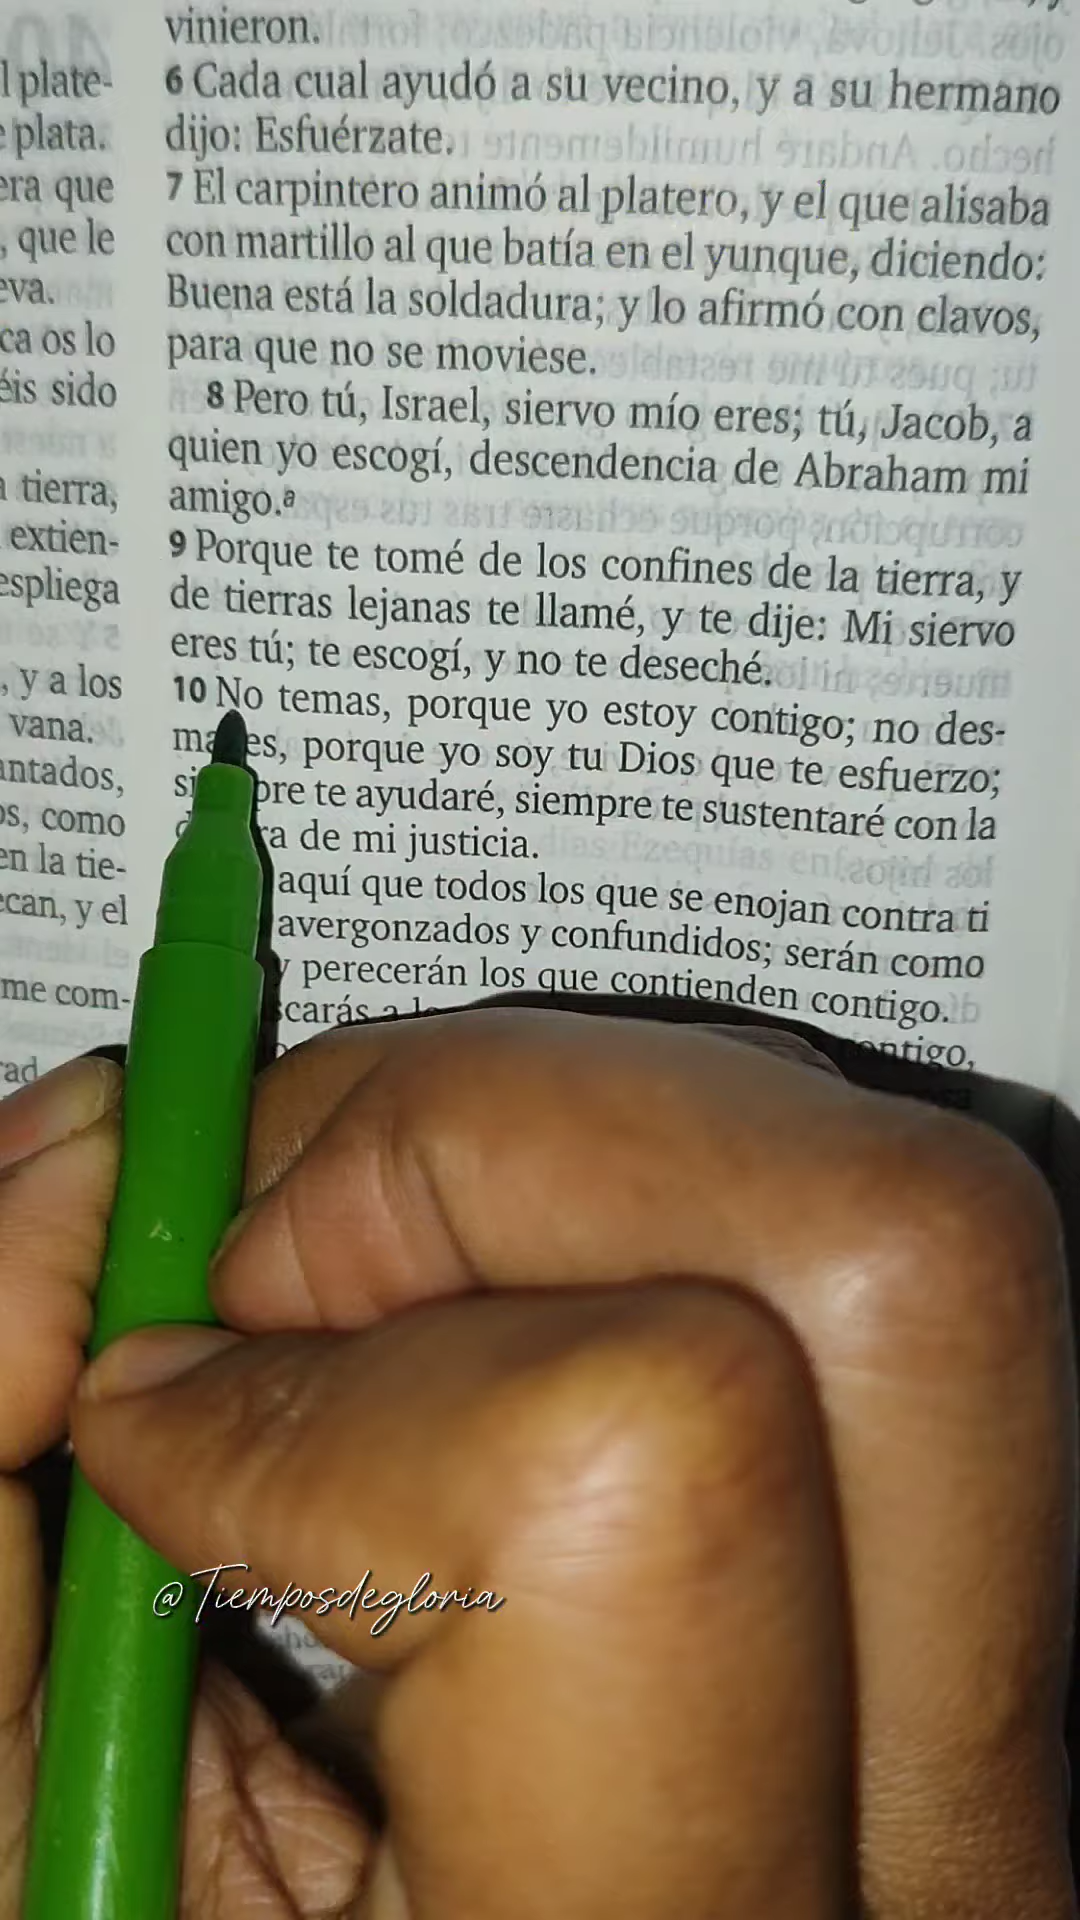 l plate-
plata.
era que
, que le
eva.
ca os lo
éis sido
tierra,
extien-
espliega
, y a los
vana.
antados,
os, como
en la tie-
ecan, y el
me com-
vinieron.
6 Cada cual ayudó a su vecino, y a su hermano
dijo: Esfuérzate.
7 El carpintero animó al platero, y el que alisaba
con martillo al que batía en el yunque, diciendo:
Buena está la soldadura; y lo afirmó con clavos,
para que no se moviese.
8 Pero tú, Israel, siervo mío eres; tú, Jacob, a
quien yo escogí, descendencia de Abraham mi
amigo.a
9 Porque te tomé de los confines de la tierra, y
de tierras lejanas te llamé, y te dije: Mi siervo
eres tú; te escogí, y no te deseché.
10 No temas, porque yo estoy contigo; no des-
es, porque yo soy tu Dios que te esfuerzo;
pre te ayudaré, siempre te sustentaré con la
ra de mi justicia.
aquí que todos los que se enojan contra ti
avergonzados y confundidos; serán como
y perecerán los que contienden contigo.
scarás a
ontigo,
@Tiemposdegloria